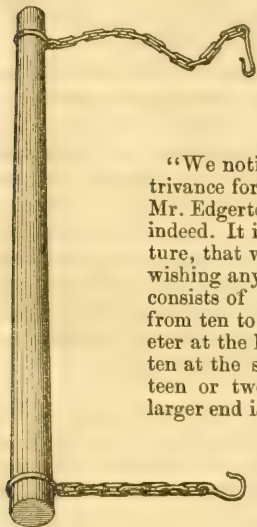 “We noti
trivance for
Mr. Edgerto
indeed. It i
ture, that w
wishing any
consists of
from ten to
eter at the l
ten at the s
teen or twe
larger end i